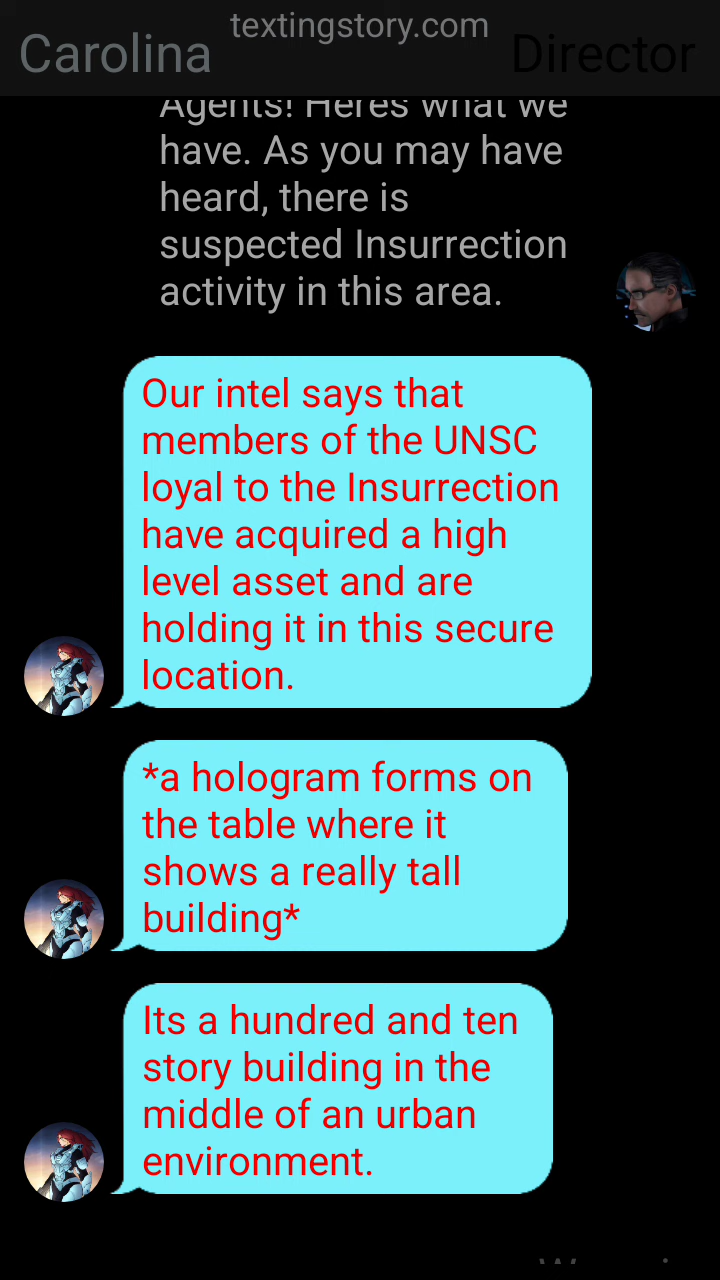 textingstory.com
Carolina
Director
Agents! Heres what we
have. As you may have
heard, there is
suspected Insurrection
activity in this area.
Our intel says that
members of the UNSC
loyal to the Insurrection
have acquired a high
level asset and are
holding it in this secure
location.
*a hologram forms on
the table where it
shows a really tall
building*
Its a hundred and ten
story building in the
middle of an urban
environment.